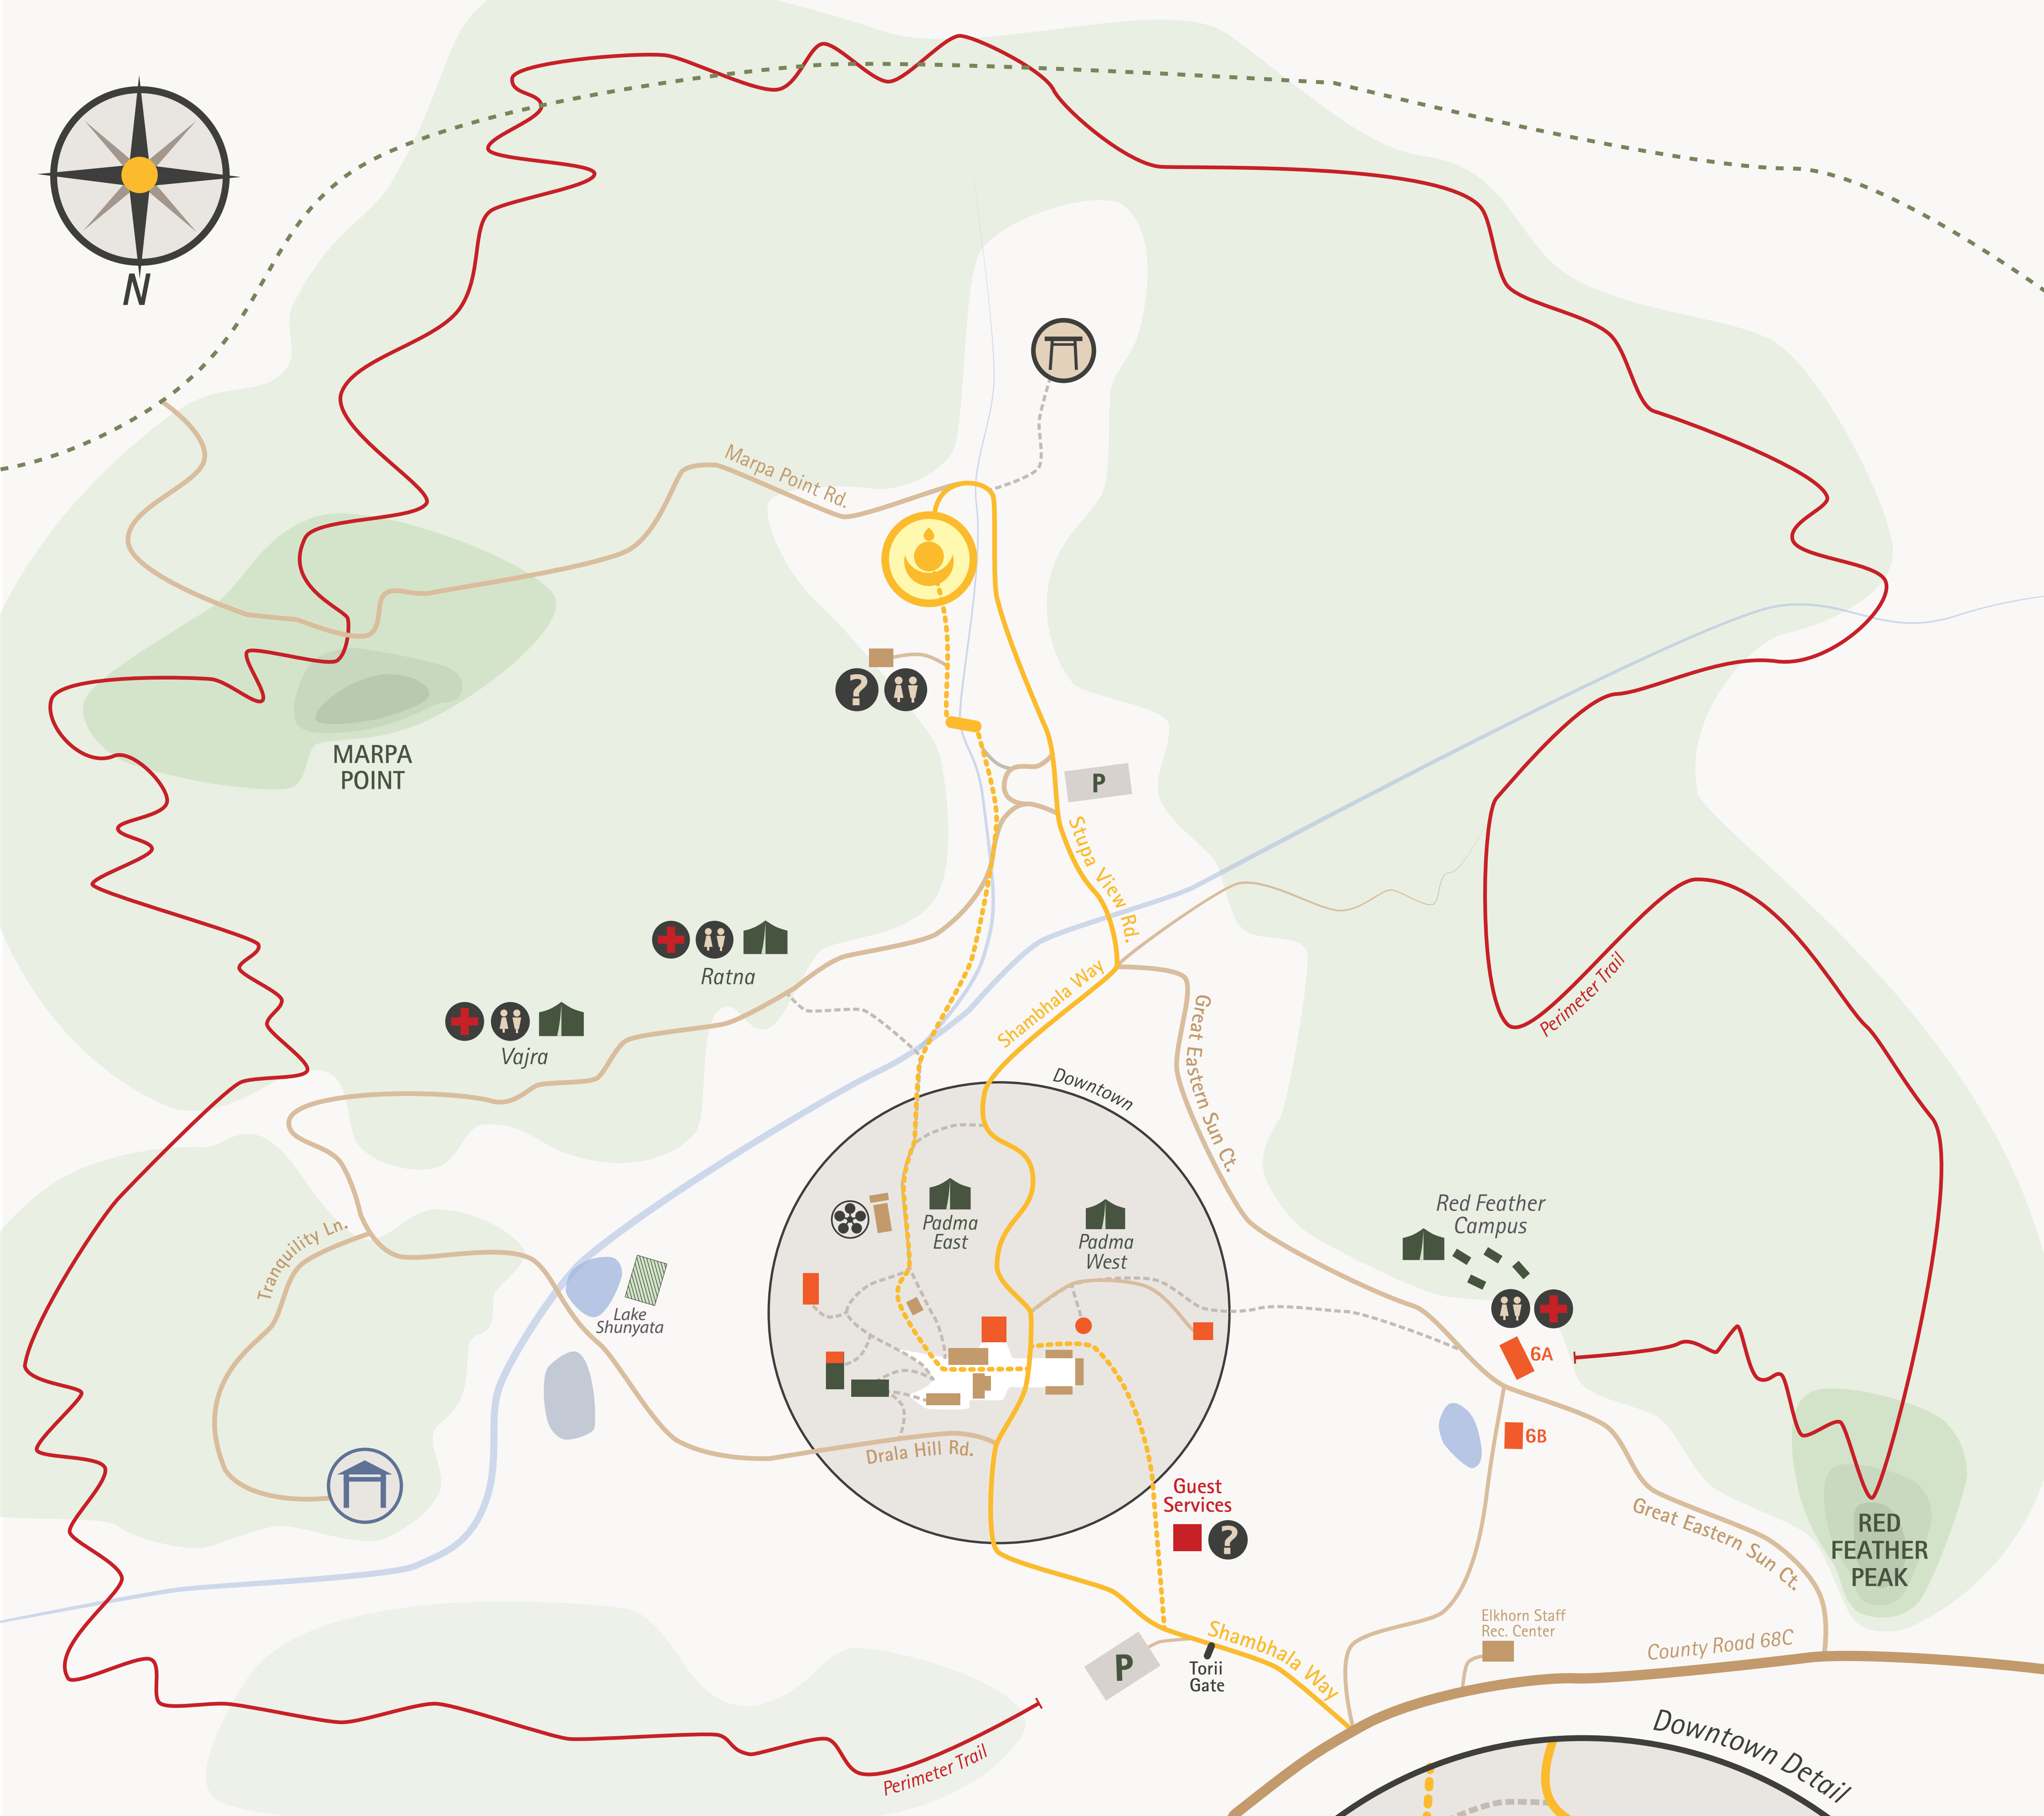 N
Marpa Point Rd.
?
MARPA
POINT
P
Stupa View Rd.
Ratna
Vajra
Shambhala Way
Great Eastern Sun Ct.
Perimeter Trail
Downtown
Padma
East
Padma
West
Red Feather
Campus
Tranquility Ln.
Lake
Shunyata
6A
6B
Drala Hill Rd.
Guest
Services
?
Great Eastern Sun Ct.
RED
FEATHER
PEAK
Elkhorn Staff
Rec. Center
County Road 68C
Shambhala Way
P
Torii
Gate
Perimeter Trail
Downtown Detail